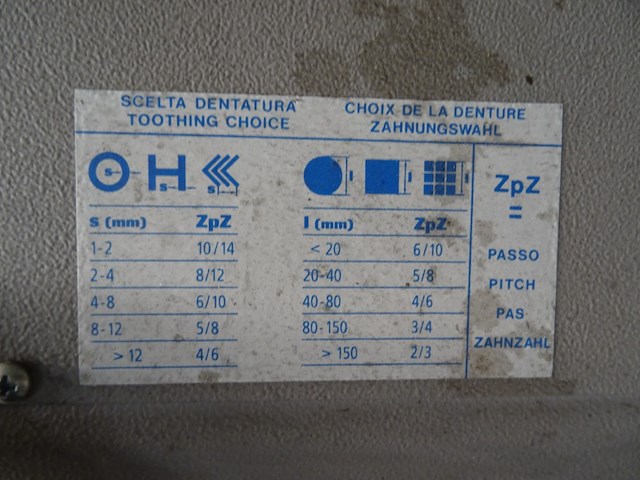 SCELTA DENTATURA
TOOTHING CHOICE
CHOIX DE LA DENTURE
ZAHNUNGSWAHL
s
s
s
l
l
l
s (mm) ZpZ
1-2 10/14
2-4 8/12
4-8 6/10
8-12 5/8
> 12 4/6
l (mm) ZpZ
< 20 6/10
20-40 5/8
40-80 4/6
80-150 3/4
> 150 2/3
ZpZ
=
PASSO
PITCH
PAS
ZAHNZAHL